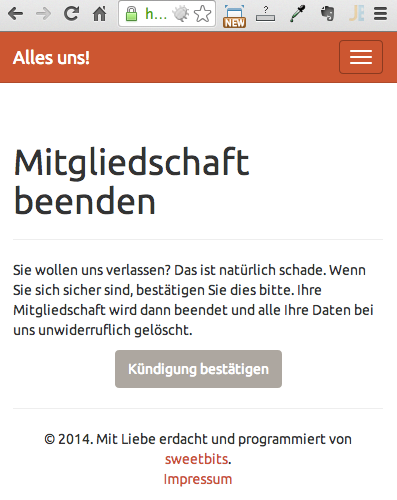 h...
NEW
?
JE
Alles uns!
Mitgliedschaft
beenden
Sie wollen uns verlassen? Das ist natürlich schade. Wenn
Sie sich sicher sind, bestätigen Sie dies bitte. Ihre
Mitgliedschaft wird dann beendet und alle Ihre Daten bei
uns unwiderruflich gelöscht.
Kündigung bestätigen
© 2014. Mit Liebe erdacht und programmiert von
sweetbits.
Impressum